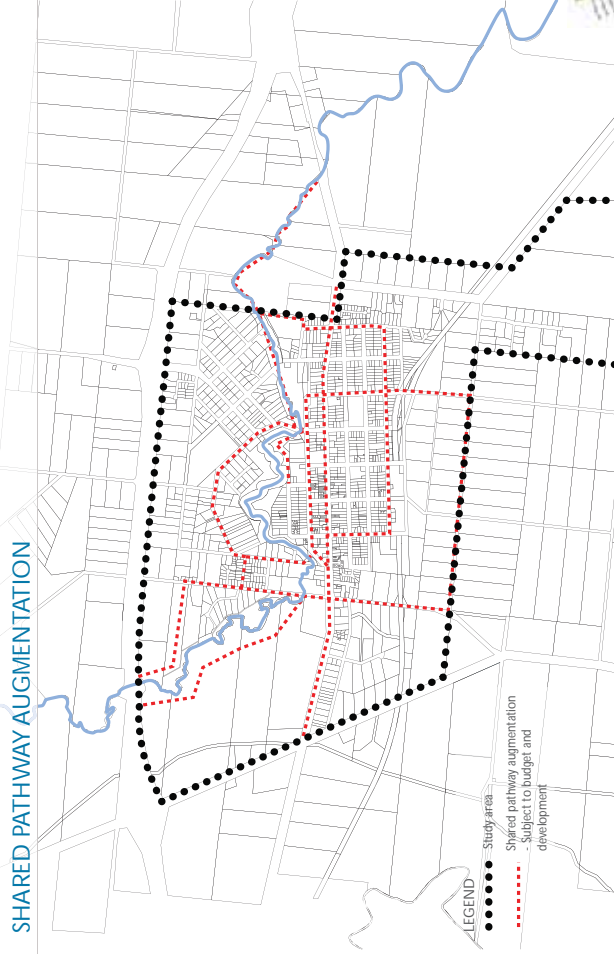 SHARED PATHWAY AUGMENTATION
LEGEND
Study area
Shared pathway augmentation
- Subject to budget and
development